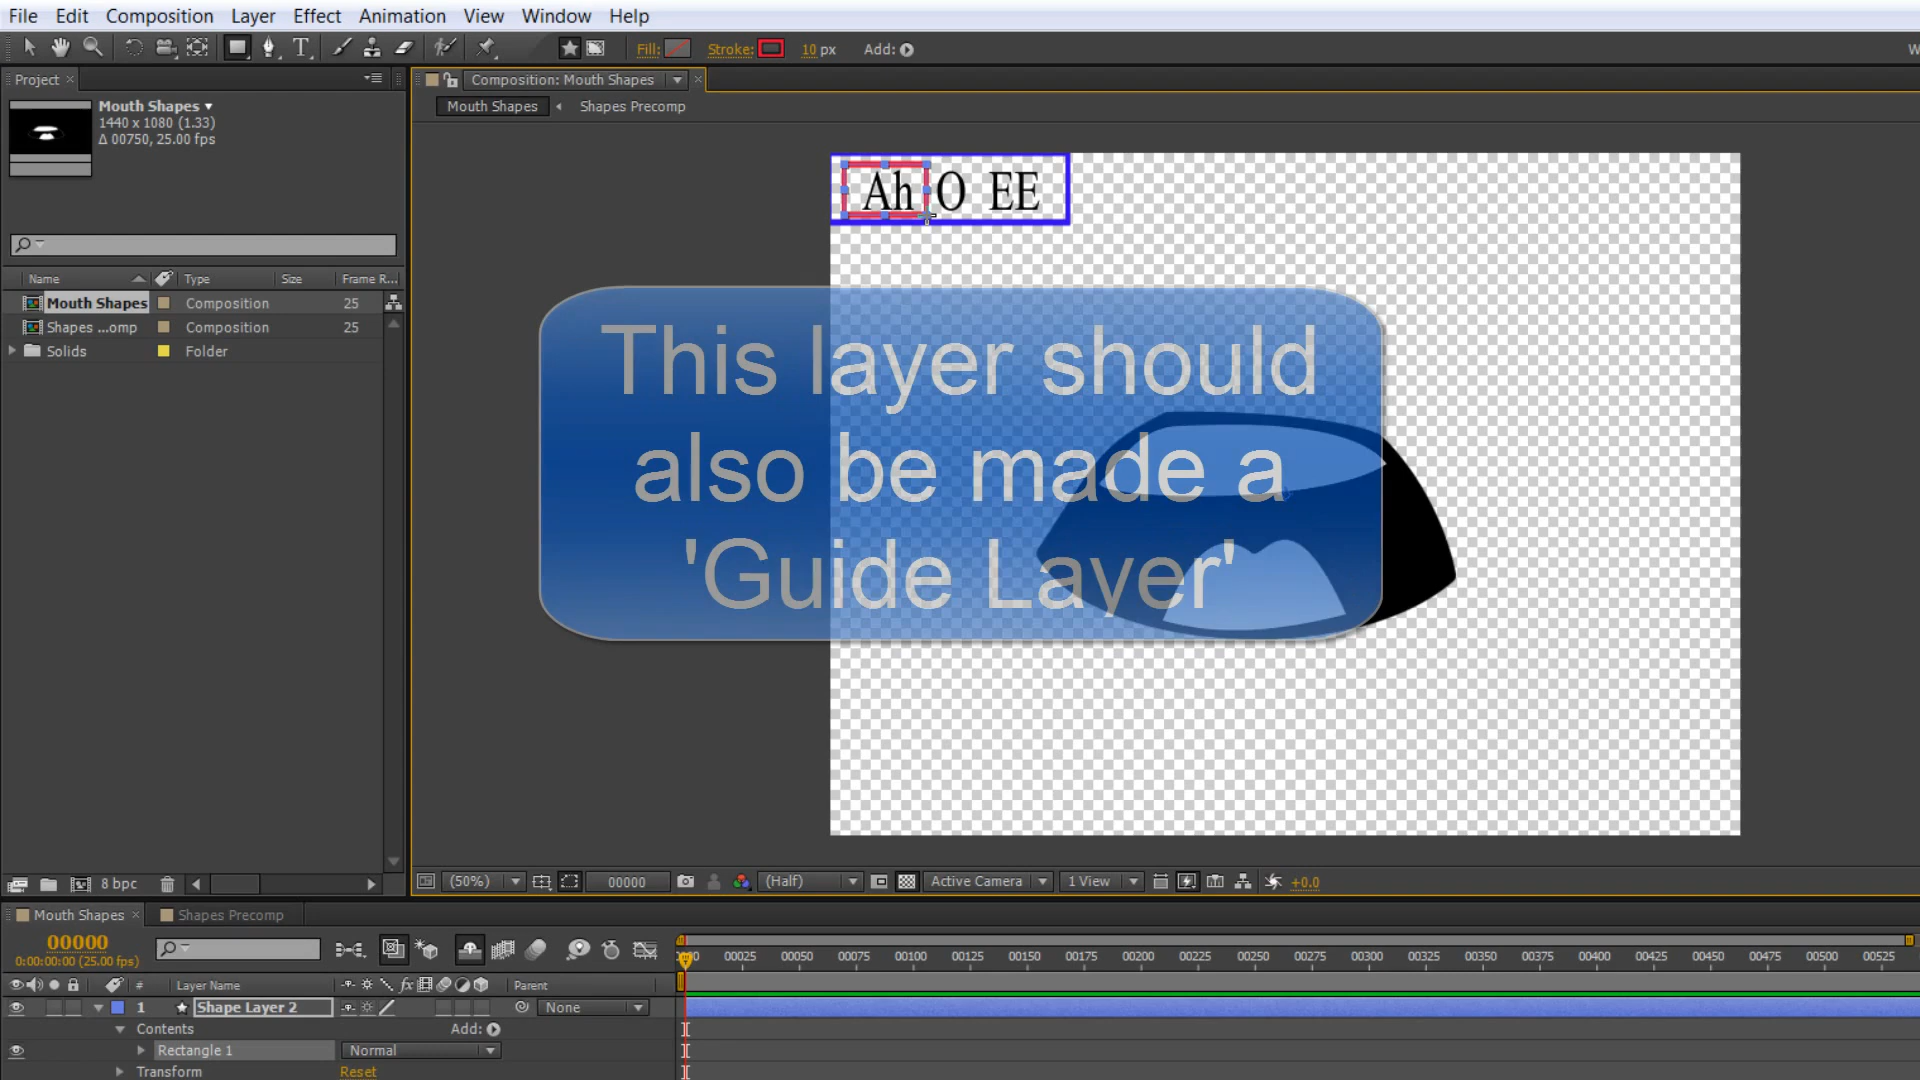 File Edit Composition Layer Effect Animation View Window Help
Fill: Stroke: 10 px Add: W
Project
Composition: Mouth Shapes
Mouth Shapes
1440 x 1080 (1.33)
Δ 00750, 25.00 fps
Mouth Shapes Shapes Precomp
Ah O EE
Name Type Size Frame R...
Mouth Shapes Composition 25
Shapes ...omp Composition 25
Solids Folder
This layer should
also be made a
'Guide Layer'
8 bpc
(50%) 00000 (Half) Active Camera 1 View +0.0
Mouth Shapes Shapes Precomp
00000
0:00:00:00 (25.00 fps)
00025 00050 00075 00100 00125 00150 00175 00200 00225 00250 00275 00300 00325 00350 00375 00400 00425 00450 00475 00500 00525
# Layer Name fx Parent
1 Shape Layer 2 None
Contents Add:
Rectangle 1 Normal
Transform Reset